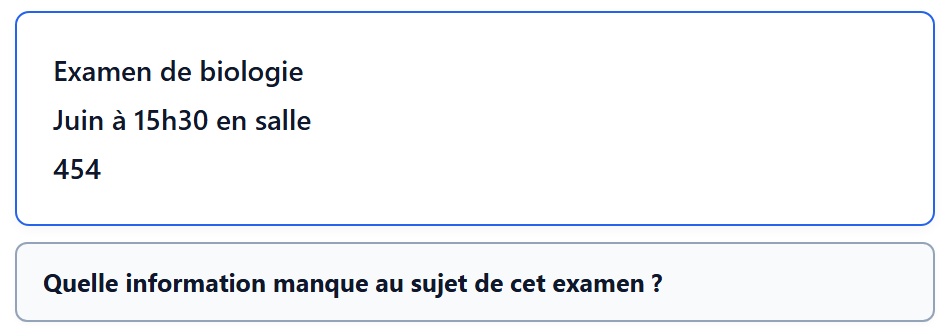 Examen de biologie
Juin à 15h30 en salle
454
Quelle information manque au sujet de cet examen ?